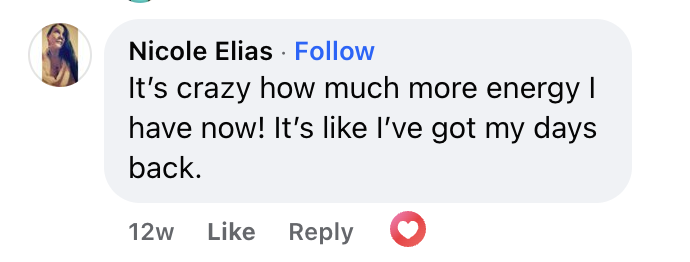 Nicole Elias · Follow
It’s crazy how much more energy I
have now! It’s like I’ve got my days
back.
12w Like Reply